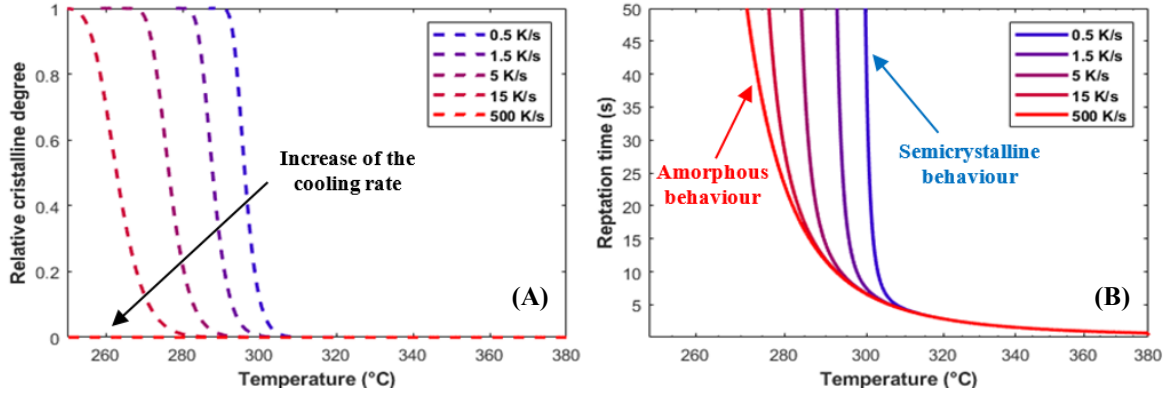 Relative cristalline degree
1
0.8
0.6
0.4
0.2
0
260 280 300 320 340 360 380
Temperature (°C)
0.5 K/s
1.5 K/s
5 K/s
15 K/s
500 K/s
Increase of the
cooling rate
(A)
Reptation time (s)
50
45
40
35
30
25
20
15
10
5
260 280 300 320 340 360 380
Temperature (°C)
0.5 K/s
1.5 K/s
5 K/s
15 K/s
500 K/s
Amorphous
behaviour
Semicrystalline
behaviour
(B)